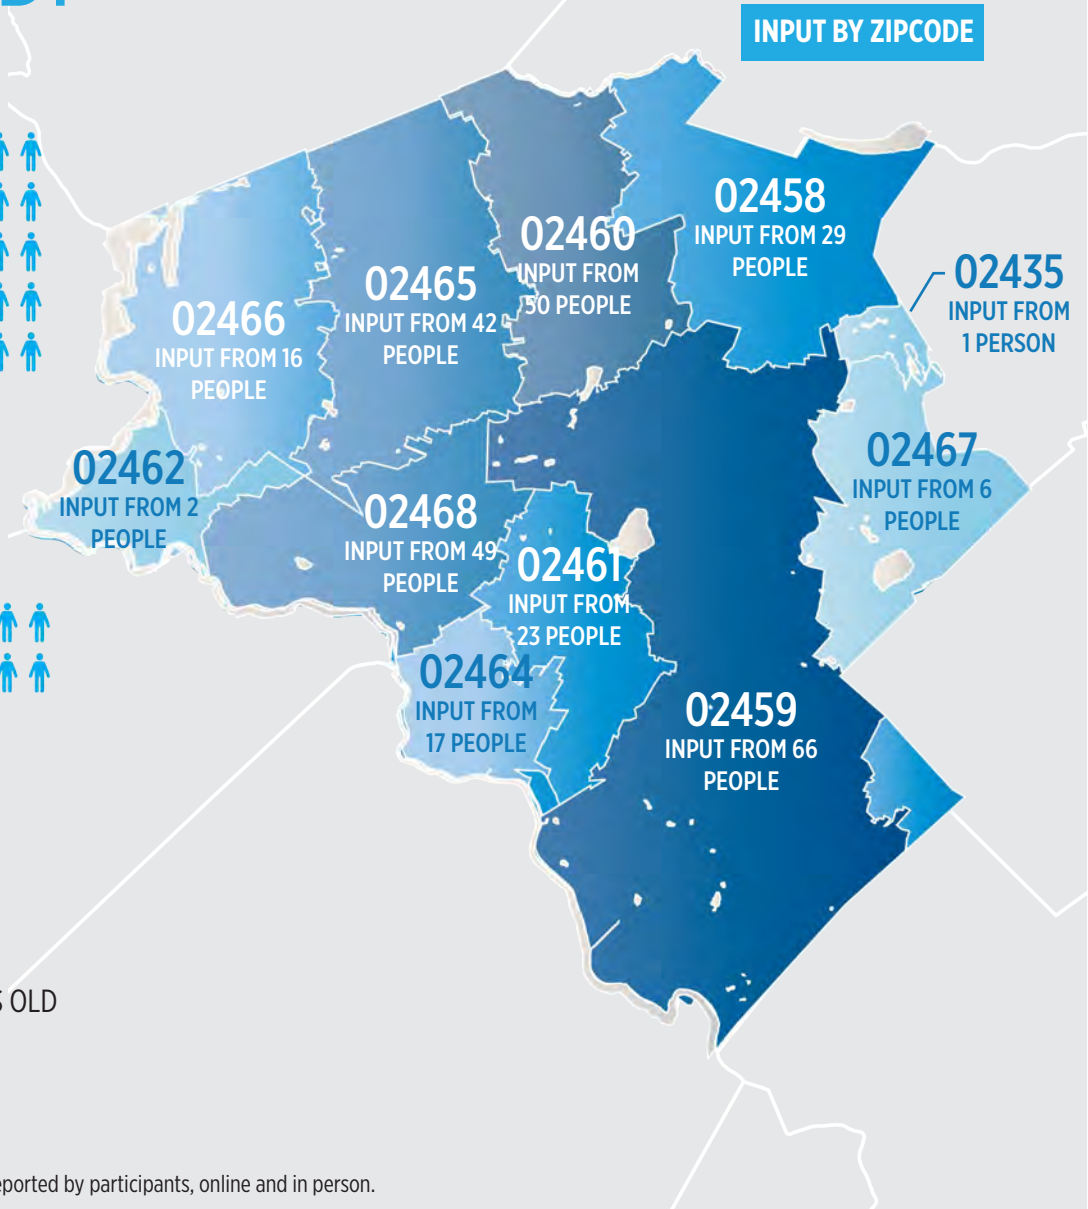 INPUT BY ZIPCODE
02458
INPUT FROM 29
PEOPLE
02460
INPUT FROM
50 PEOPLE
02435
INPUT FROM
1 PERSON
02465
INPUT FROM 42
PEOPLE
02466
INPUT FROM 16
PEOPLE
02467
INPUT FROM 6
PEOPLE
02462
INPUT FROM 2
PEOPLE
02468
INPUT FROM 49
PEOPLE
02461
INPUT FROM
23 PEOPLE
02464
INPUT FROM
17 PEOPLE
02459
INPUT FROM 66
PEOPLE
OLD
by participants, online and in person.